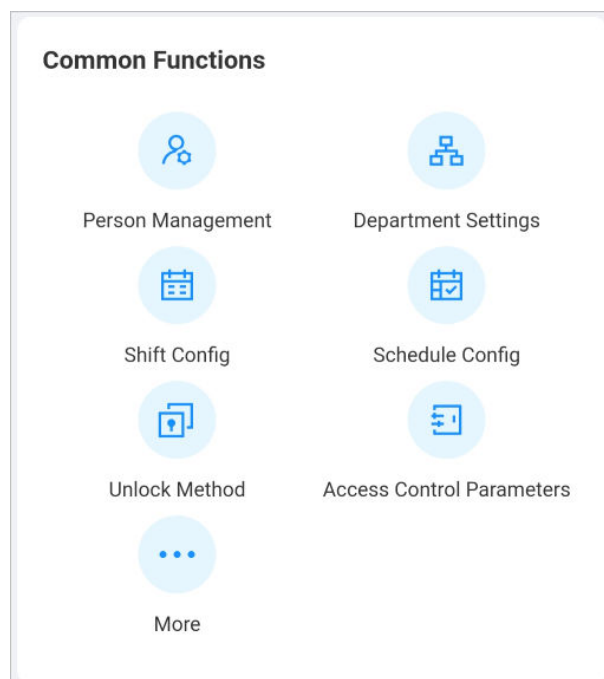 Common Functions
Person Management
Department Settings
Shift Config
Schedule Config
Unlock Method
Access Control Parameters
More